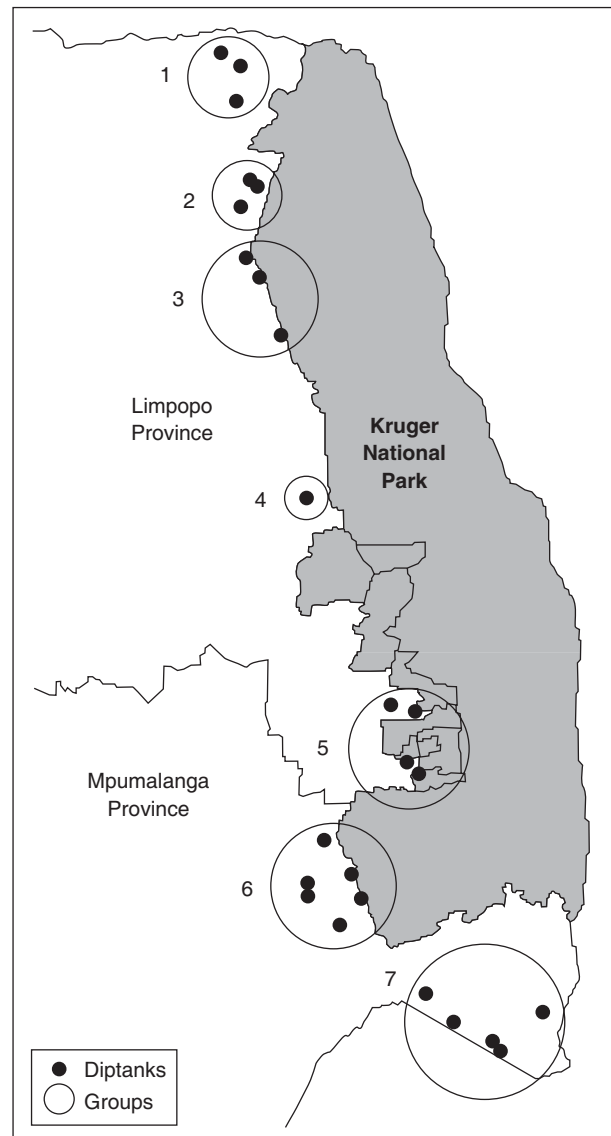 1
2
3
Limpopo
Province
Kruger
National
Park
4
5
Mpumalanga
Province
6
7
Diptanks
Groups